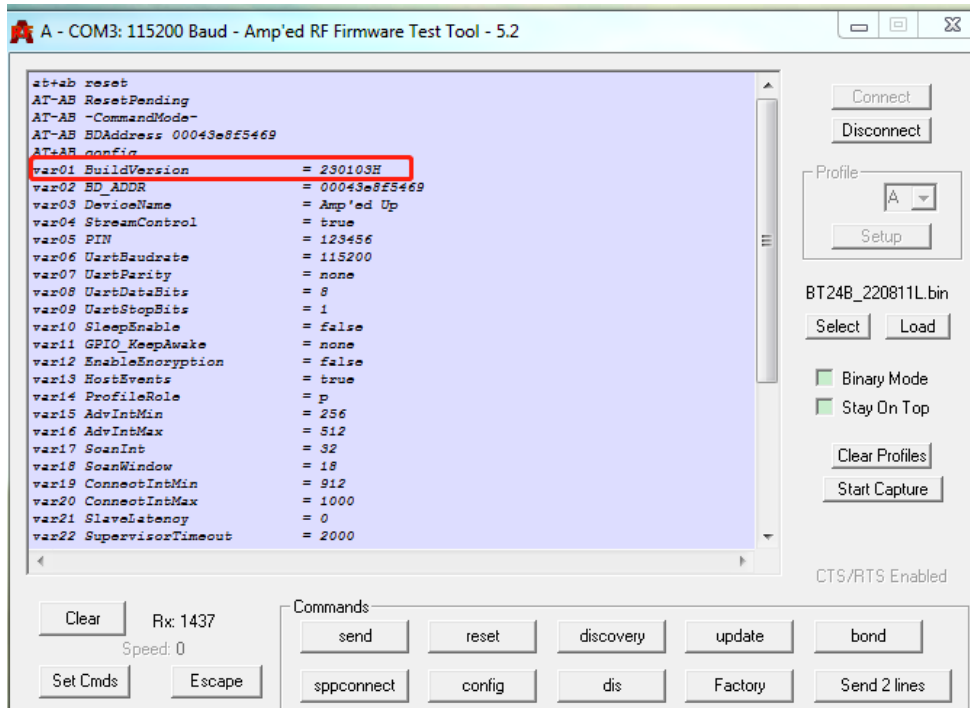 A - COM3: 115200 Baud - Amp'ed RF Firmware Test Tool - 5.2
at+ab reset
AT-AB ResetPending
AT-AB -CommandMode-
AT-AB BDAddress 00043e8f5469
AT+AB config
var01 BuildVersion = 230103H
var02 BD_ADDR = 00043e8f5469
var03 DeviceName = Amp'ed Up
var04 StreamControl = true
var05 PIN = 123456
var06 UartBaudrate = 115200
var07 UartParity = none
var08 UartDataBits = 8
var09 UartStopBits = 1
var10 SleepEnable = false
var11 GPIO_KeepAwake = none
var12 EnableEncryption = false
var13 HostEvents = true
var14 ProfileRole = p
var15 AdvIntMin = 256
var16 AdvIntMax = 512
var17 ScanInt = 32
var18 ScanWindow = 18
var19 ConnectIntMin = 912
var20 ConnectIntMax = 1000
var21 SlaveLatency = 0
var22 SupervisorTimeout = 2000
Connect
Disconnect
Profile
A
Setup
BT24B_220811L.bin
Select Load
Binary Mode
Stay On Top
Clear Profiles
Start Capture
CTS/RTS Enabled
Clear Rx: 1437
Speed: 0
Set Cmds Escape
Commands
send reset discovery update bond
sppconnect config dis Factory Send 2 lines